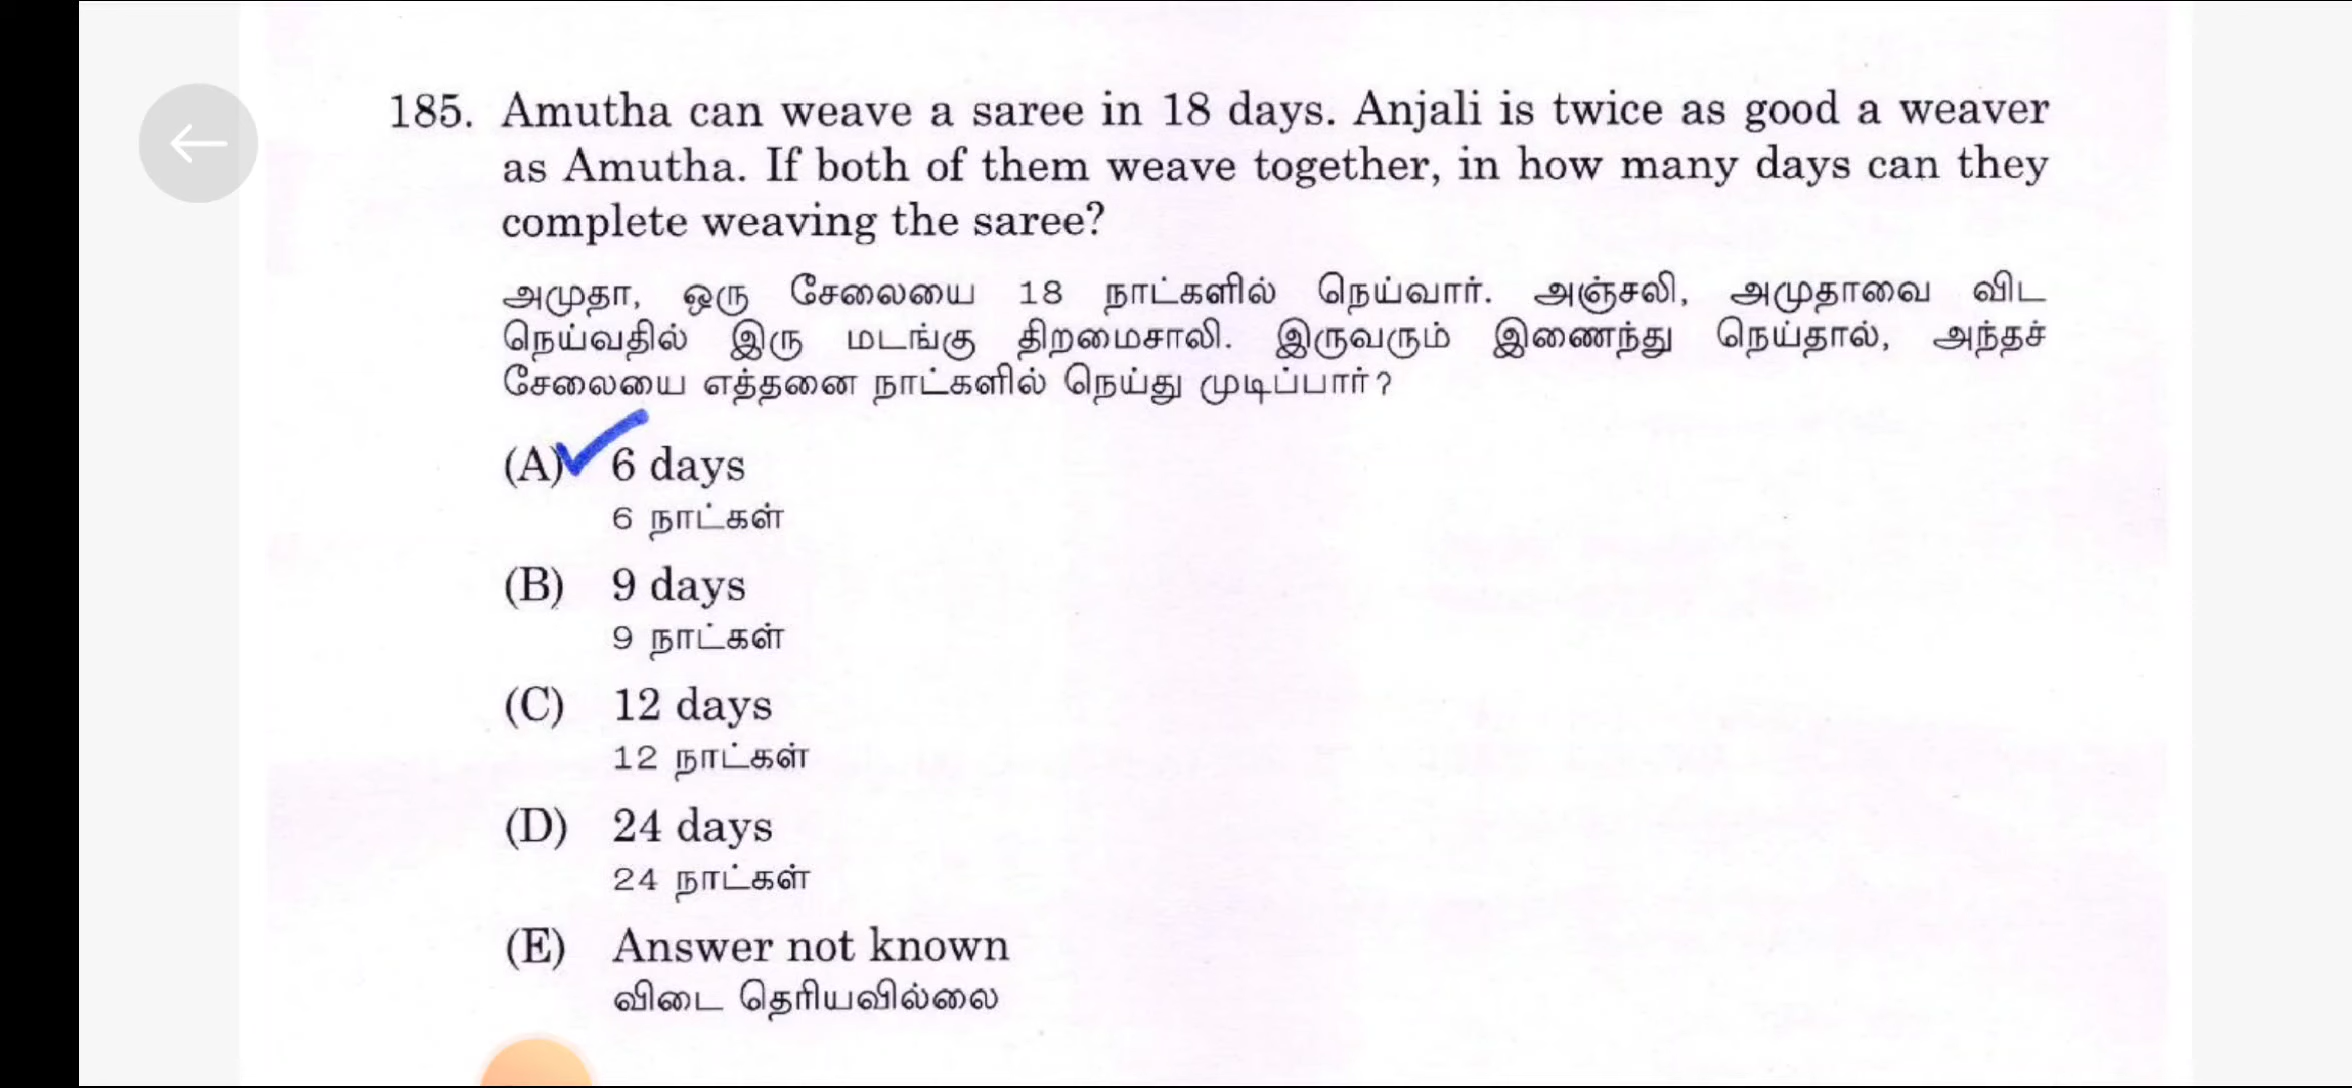 185. Amutha can weave a saree in 18 days. Anjali is twice as good a weaver
as Amutha. If both of them weave together, in how many days can they
complete weaving the saree?
அமுதா, ஒரு சேலையை 18 நாட்களில் நெய்வார். அஞ்சலி, அமுதாவை விட
நெய்வதில் இரு மடங்கு திறமைசாலி. இருவரும் இணைந்து நெய்தால், அந்தச்
சேலையை எத்தனை நாட்களில் நெய்து முடிப்பார்?
(A) 6 days
6 நாட்கள்
(B) 9 days
9 நாட்கள்
(C) 12 days
12 நாட்கள்
(D) 24 days
24 நாட்கள்
(E) Answer not known
விடை தெரியவில்லை